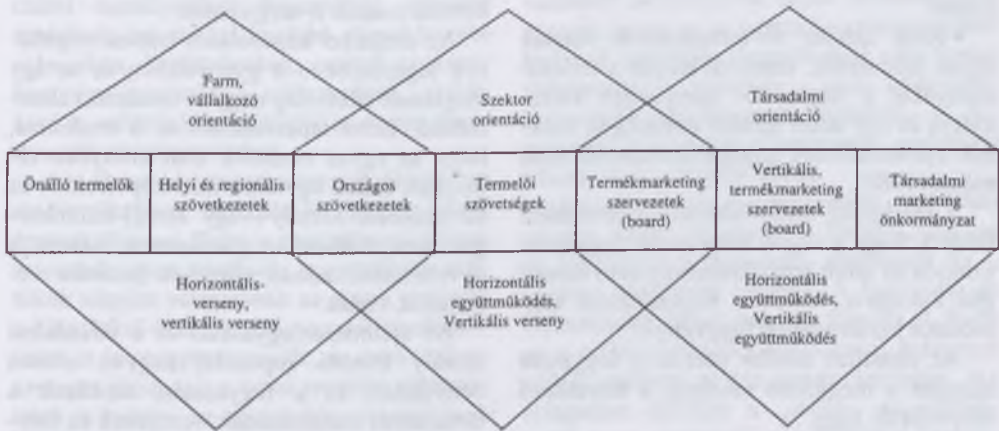 Farm,
vállalkozó
orientáció
Szektor
orientáció
Társadalmi
orientáció
Önálló termelők
Helyi és regionális
szövetkezetek
Országos
szövetkezetek
Termelői
szövetségek
Termékmarketing
szervezetek
(board)
Vertikális,
termékmarketing
szervezetek
(board)
Társadalmi
marketing
önkormányzat
Horizontális-
verseny,
vertikális verseny
Horizontális
együttműködés,
Vertikális verseny
Horizontális
együttműködés,
Vertikális
együttműködés